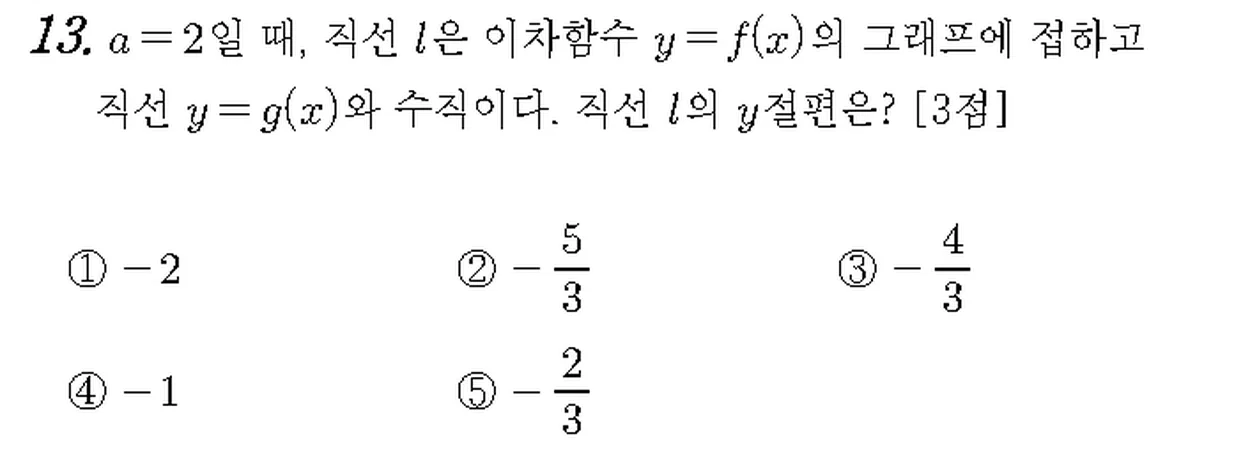 13. a=2일 때, 직선 l은 이차함수 y=f(x)의 그래프에 접하고
직선 y=g(x)와 수직이다. 직선 l의 y절편은? [3점]
① -2 ② -5/3 ③ -4/3
④ -1 ⑤ -2/3